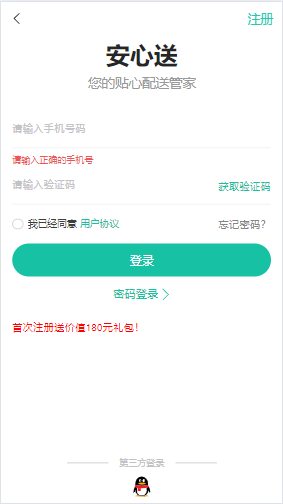 注册
安心送
您的贴心配送管家
请输入手机号码
请输入正确的手机号
请输入验证码
获取验证码
我已经同意 用户协议
忘记密码?
登录
密码登录
首次注册送价值180元礼包!
第三方登录